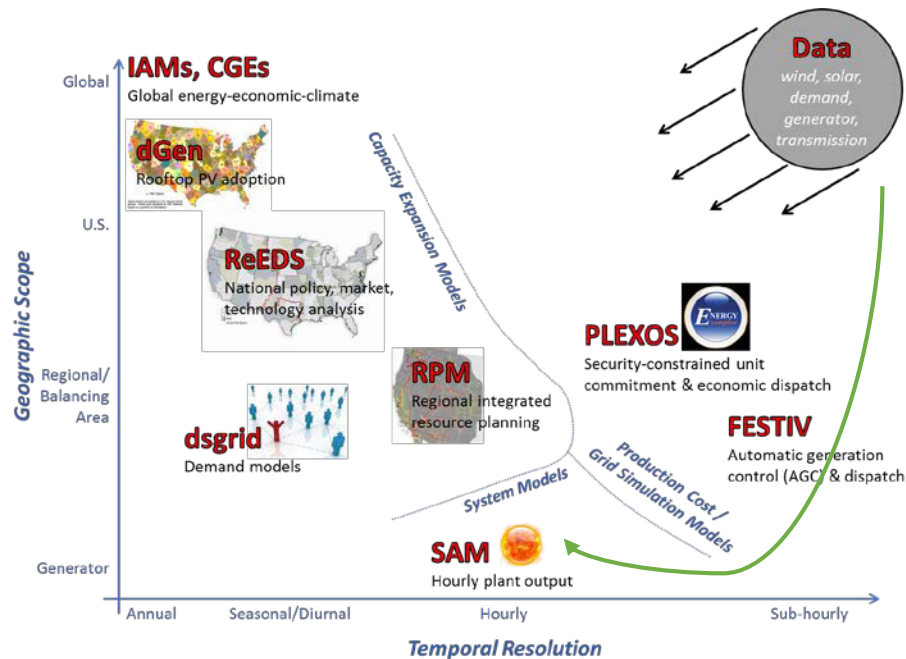 IAMs, CGEs
Global energy-economic-climate
Data
wind, solar,
demand,
generator,
transmission
Global
dGen
Rooftop PV adoption
Capacity Expansion Models
U.S.
ReEDS
National policy, market,
technology analysis
ENERGY
PLEXOS
Security-constrained unit
commitment & economic dispatch
Geographic Scope
Regional/
Balancing
Area
RPM
Regional integrated
resource planning
dsgrid
Demand models
FESTIV
Automatic generation
control (AGC) & dispatch
System Models
Production Cost /
Grid Simulation Models
SAM
Hourly plant output
Generator
Annual
Seasonal/Diurnal
Hourly
Sub-hourly
Temporal Resolution